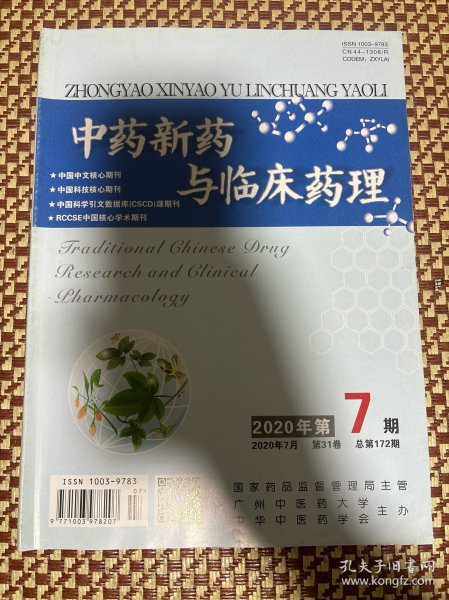 ISSN 1003-9783
CN 44-1308/R
CODEM: ZXYLAI
ZHONGYAO XINYAO YU LINCHUANG YAOLI
中药新药
与临床药理
★中国中文核心期刊
★中国科技核心期刊
★中国科学引文数据库(CSCD)源期刊
★RCCSE中国核心学术期刊
Traditional Chinese Drug
Research and Clinical
Pharmacology
2020年第7期
2020年7月 第31卷 总第172期
ISSN 1003-9783
07
9 771003 978207
国家药品监督管理局主管
广州中医药大学
中华中医药学会
主办
孔夫子旧书网
www.kongfz.com